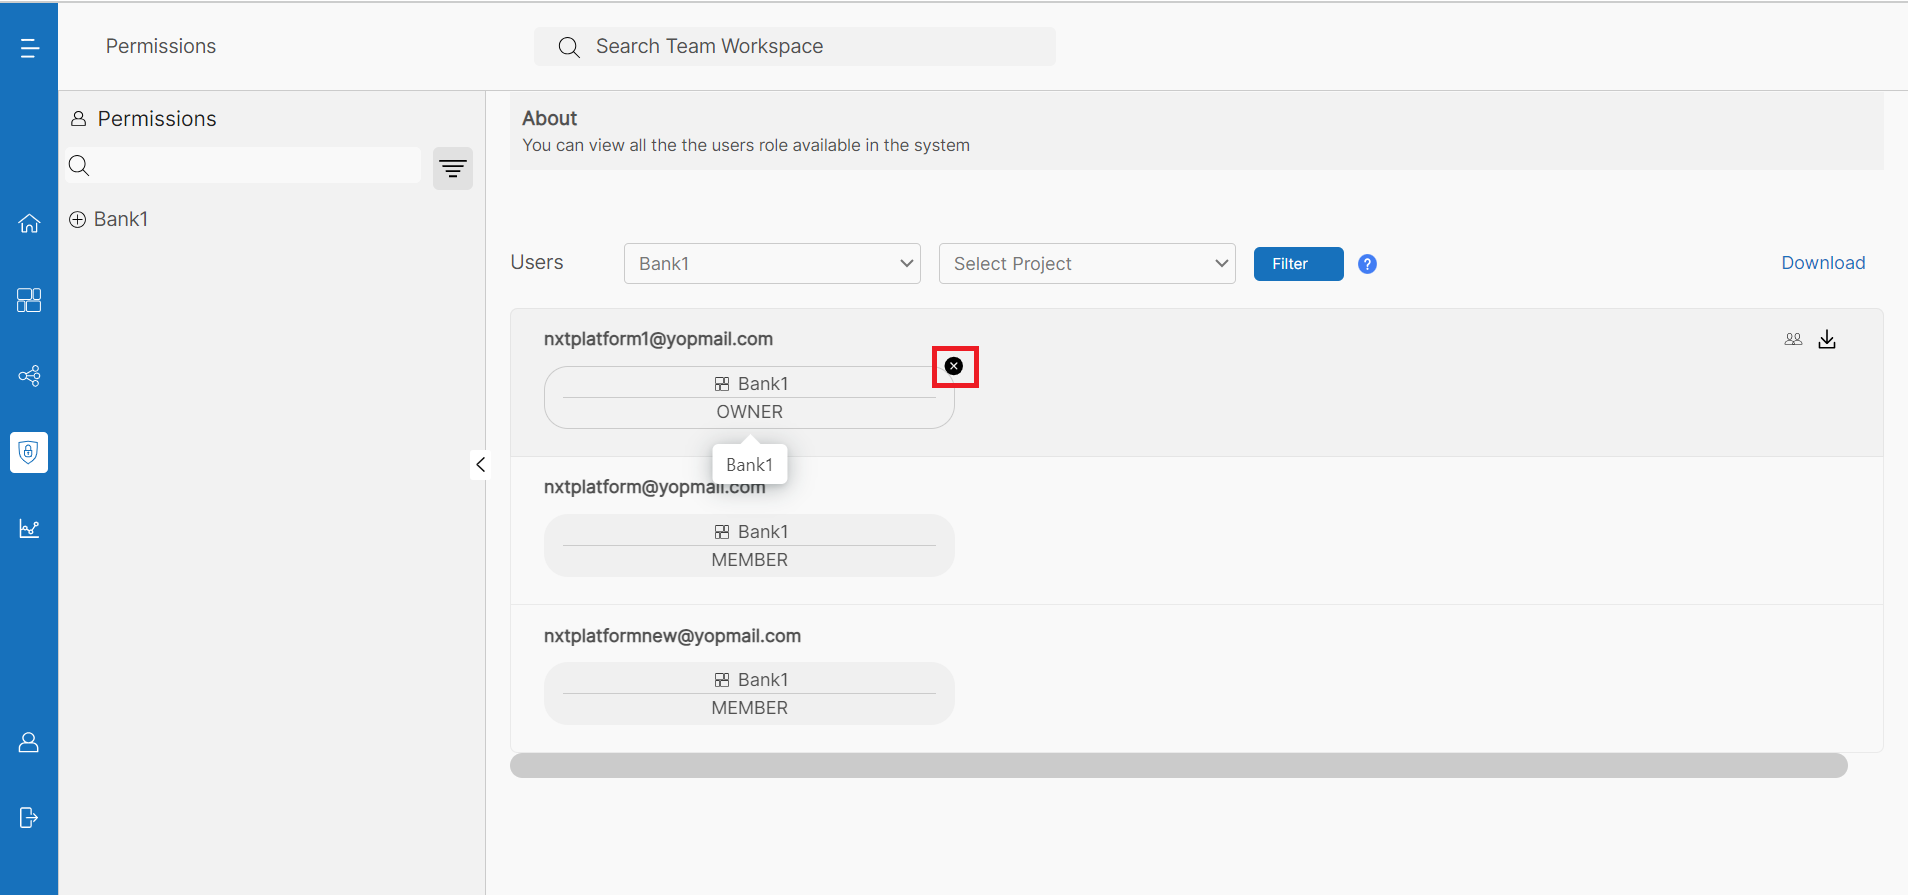 Permissions
Search Team Workspace
Permissions
Bank1
About
You can view all the the users role available in the system
Users
Bank1
Select Project
Filter
?
Download
nxtplatform1@yopmail.com
Bank1
OWNER
Bank1
nxtplatform@yopmail.com
Bank1
MEMBER
nxtplatformnew@yopmail.com
Bank1
MEMBER